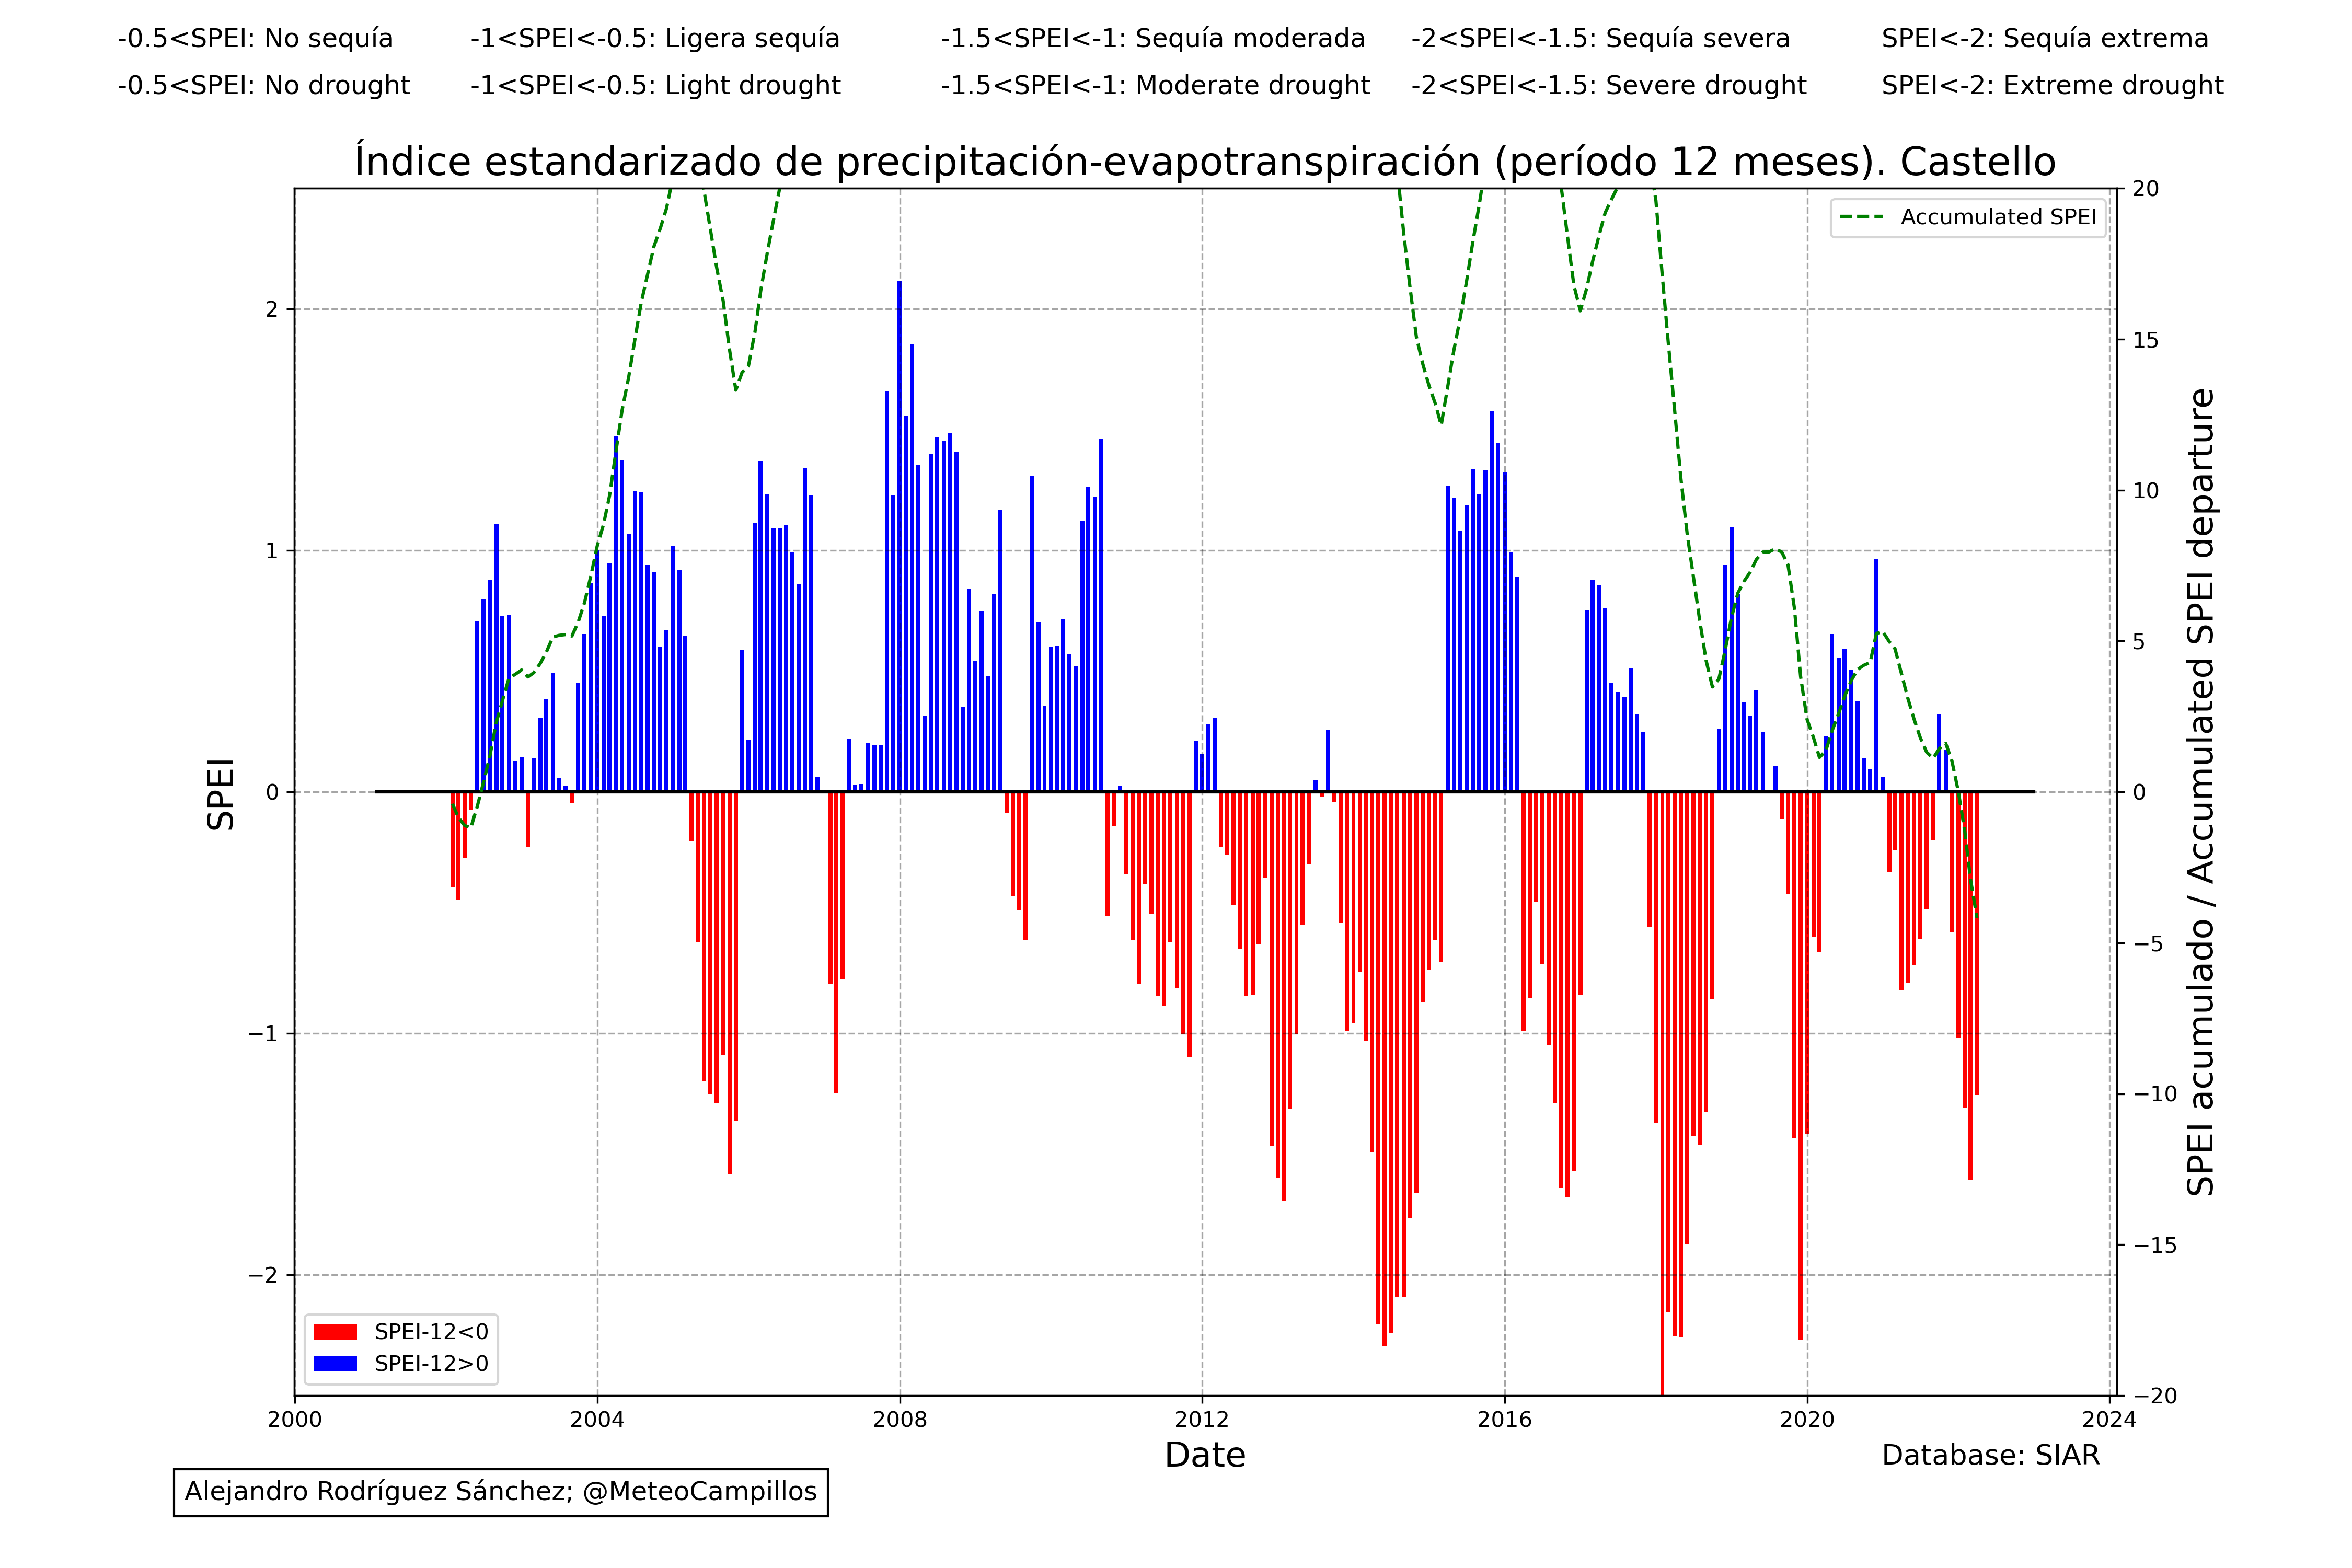 -0.5<SPEI: No sequía -1<SPEI<-0.5: Ligera sequía -1.5<SPEI<-1: Sequía moderada -2<SPEI<-1.5: Sequía severa SPEI<-2: Sequía extrema
-0.5<SPEI: No drought -1<SPEI<-0.5: Light drought -1.5<SPEI<-1: Moderate drought -2<SPEI<-1.5: Severe drought SPEI<-2: Extreme drought
Índice estandarizado de precipitación-evapotranspiración (período 12 meses). Castello
Accumulated SPEI
SPEI
2
1
0
−1
−2
20
15
10
5
0
−5
−10
−15
−20
SPEI acumulado / Accumulated SPEI departure
SPEI-12<0
SPEI-12>0
2000 2004 2008 2012 2016 2020 2024
Date
Database: SIAR
Alejandro Rodríguez Sánchez; @MeteoCampillos